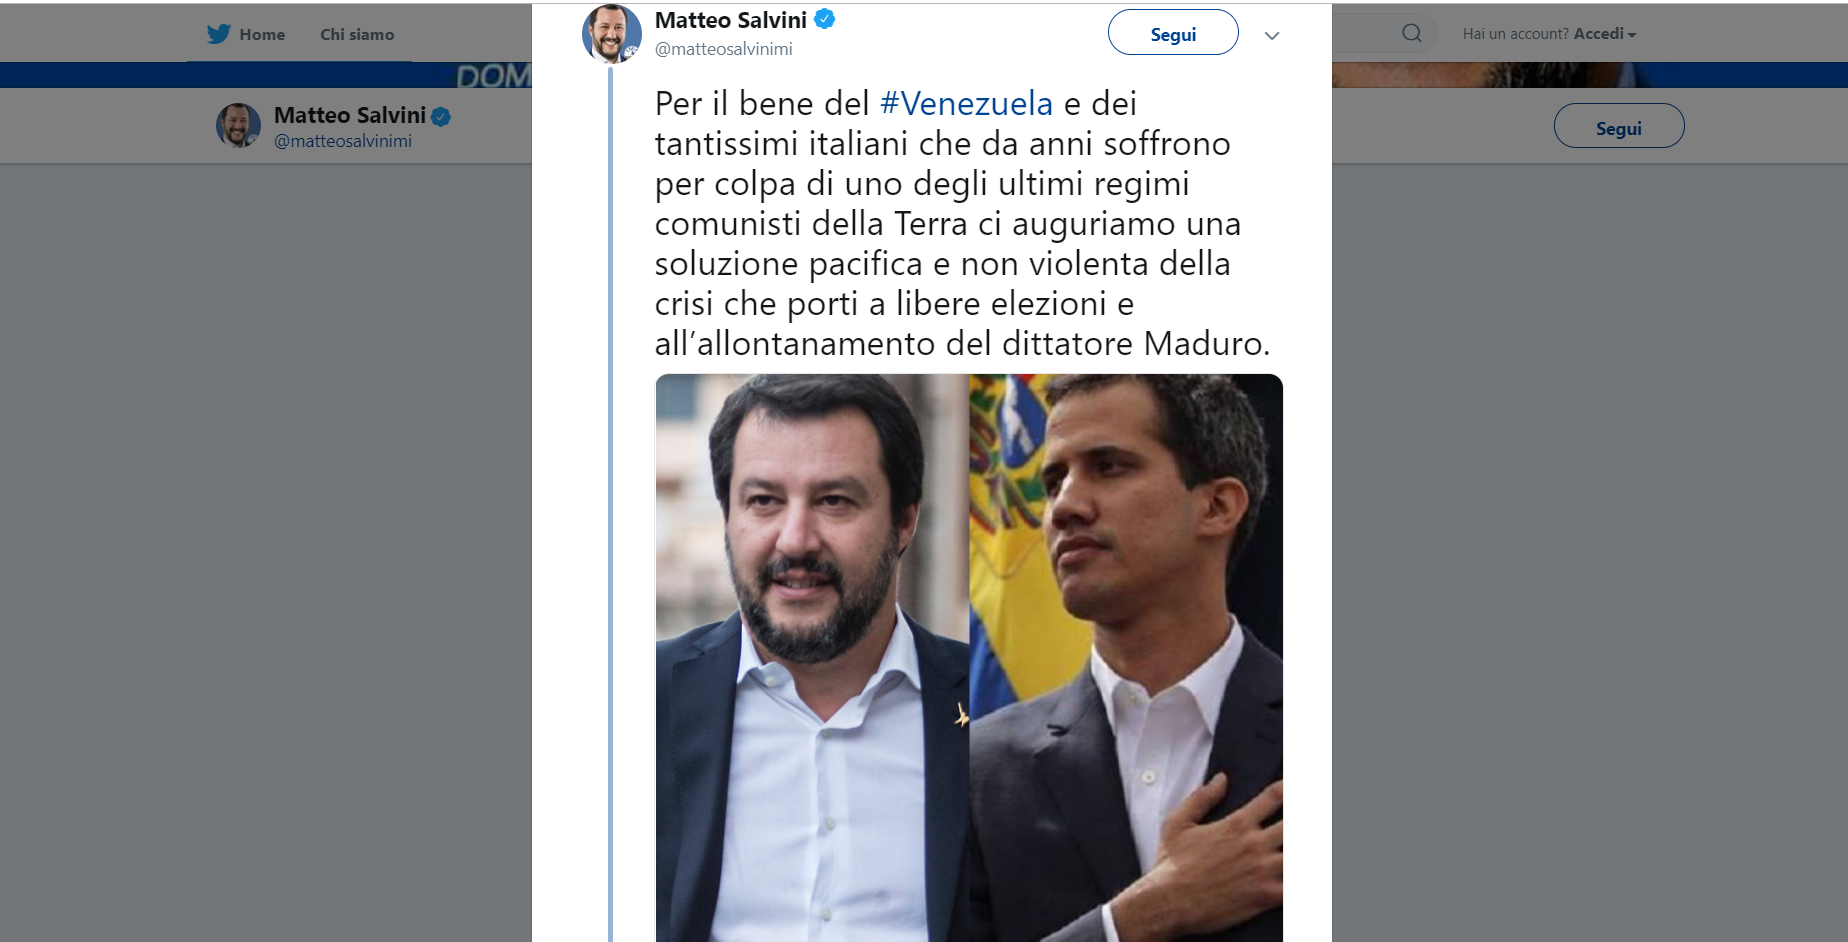 Home
Chi siamo
Hai un account? Accedi
DOM
Matteo Salvini
@matteosalvinimi
Segui
Matteo Salvini
@matteosalvinimi
Segui
Per il bene del #Venezuela e dei
tantissimi italiani che da anni soffrono
per colpa di uno degli ultimi regimi
comunisti della Terra ci auguriamo una
soluzione pacifica e non violenta della
crisi che porti a libere elezioni e
all’allontanamento del dittatore Maduro.